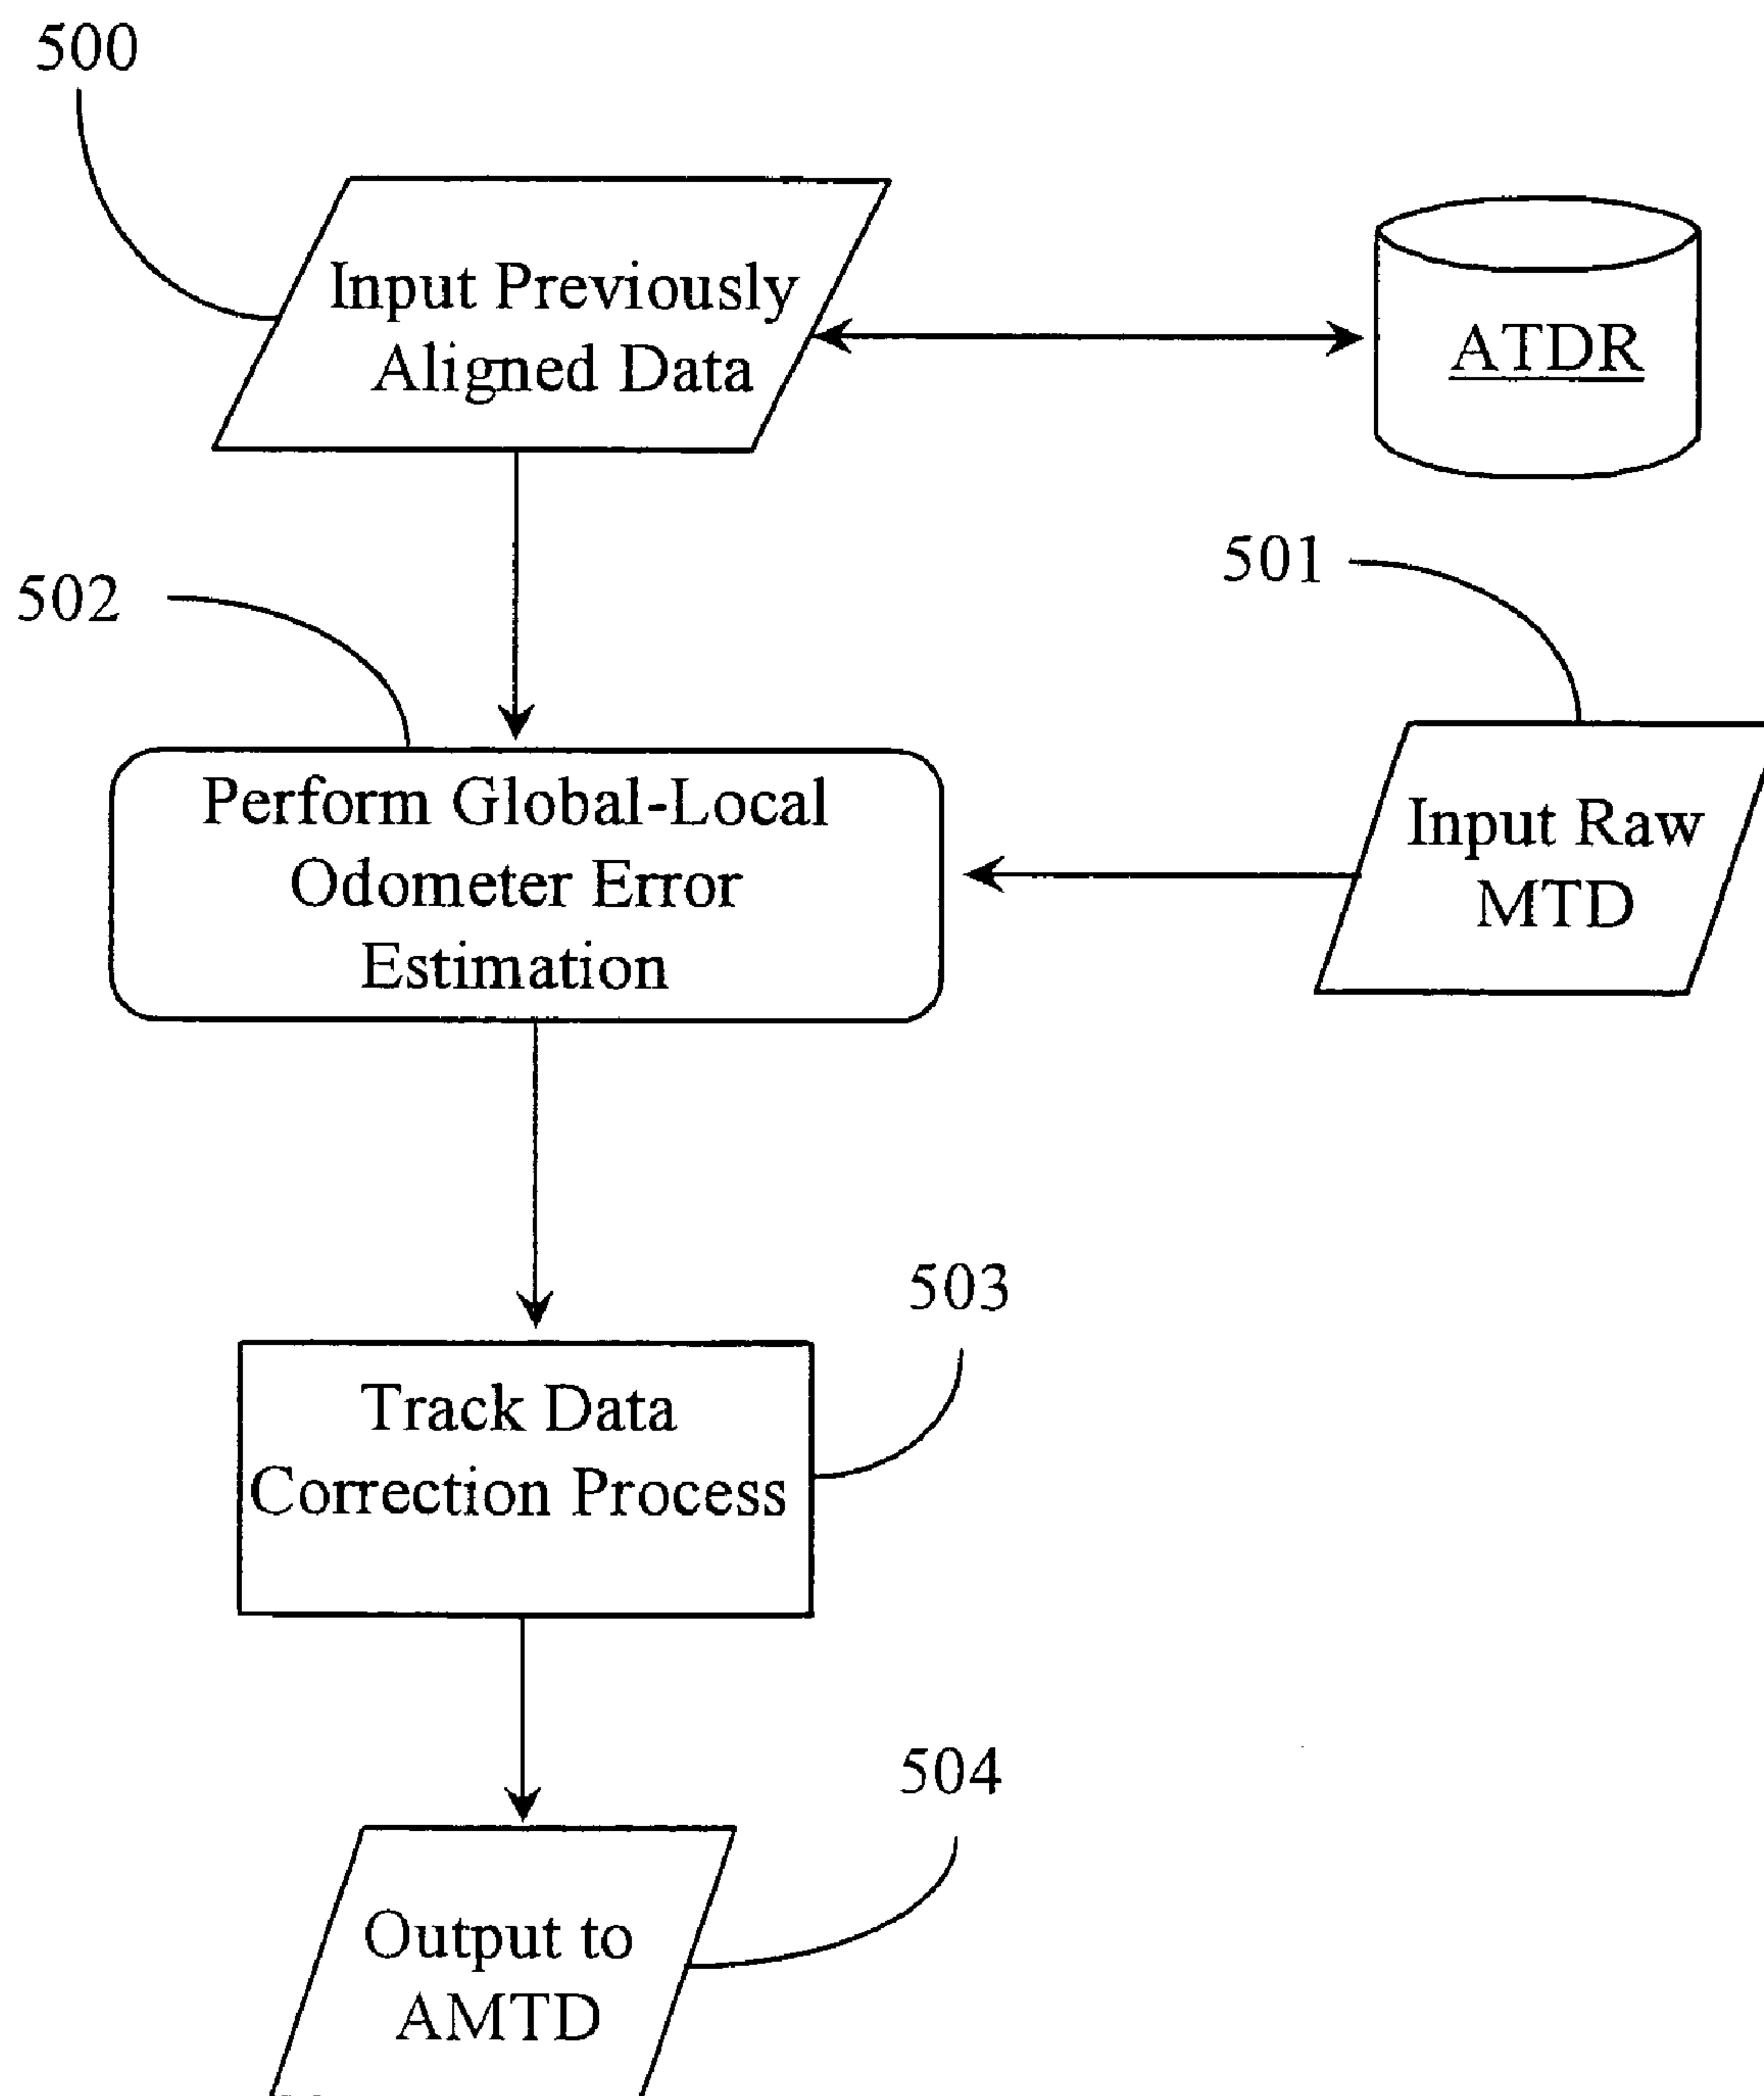 500
Input Previously
Aligned Data
ATDR
501
502
Input Raw
MTD
Perform Global-Local
Odometer Error
Estimation
503
Track Data
Correction Process
504
Output to
AMTD